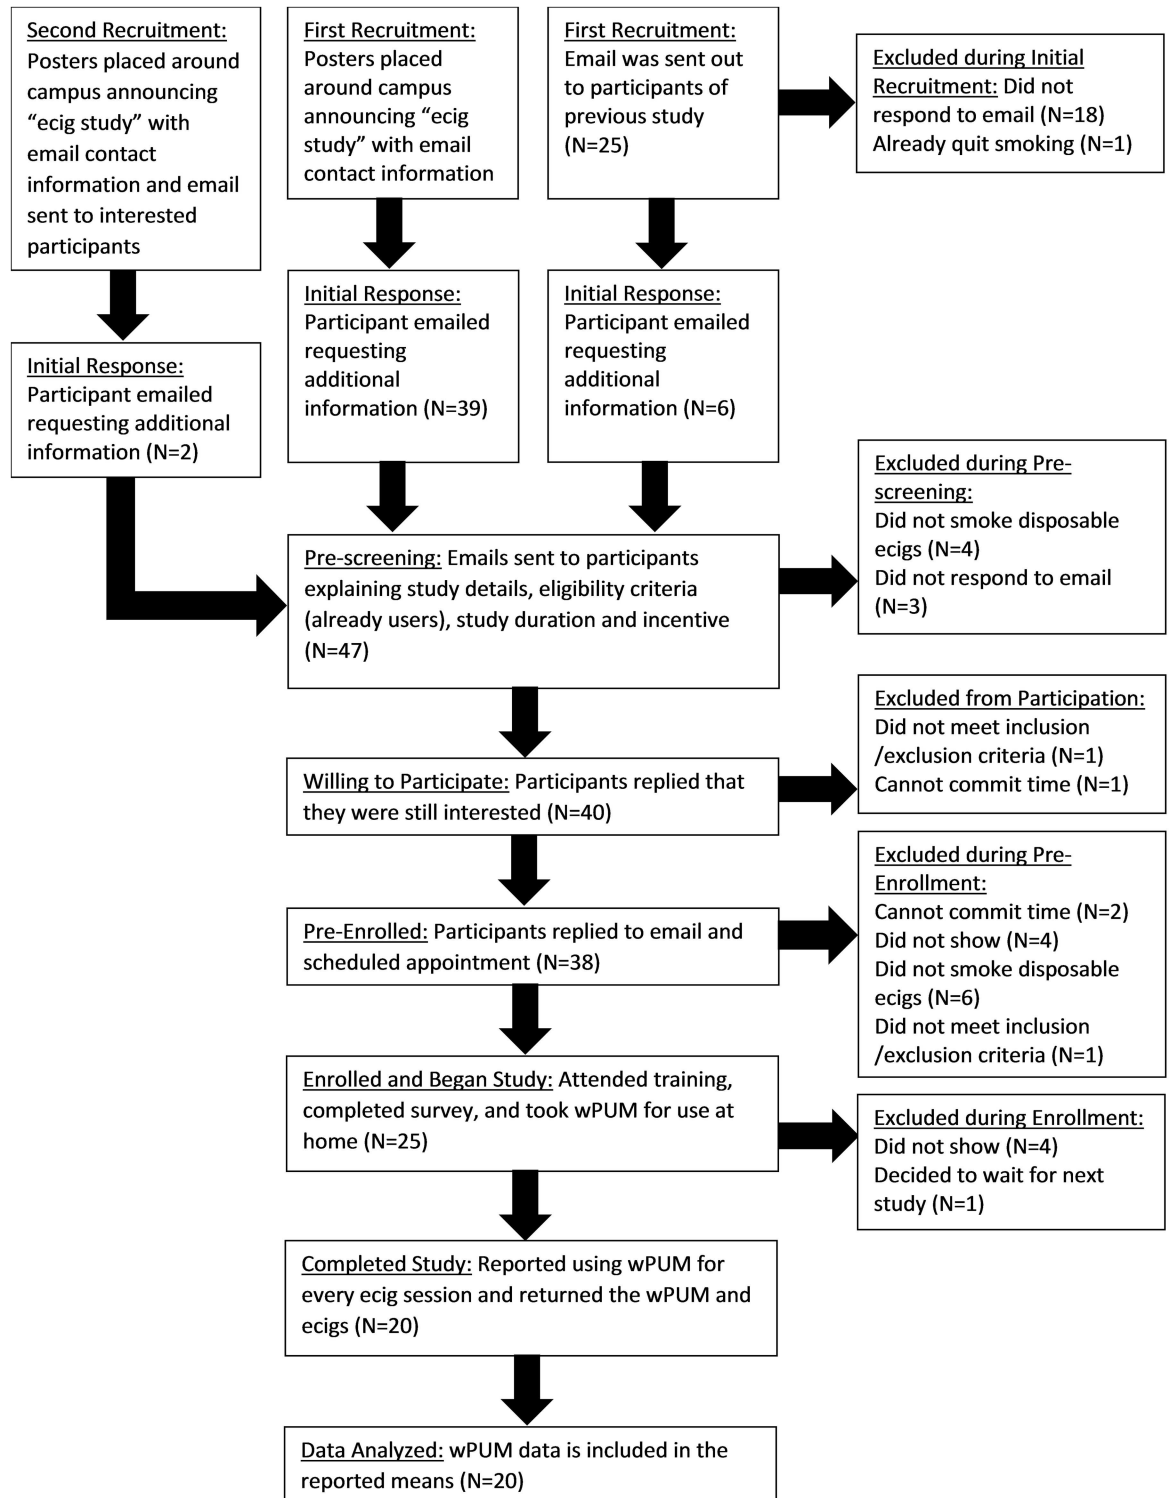 Second Recruitment:
Posters placed around
campus announcing
“ecig study” with
email contact
information and email
sent to interested
participants
First Recruitment:
Posters placed
around campus
announcing “ecig
study” with email
contact information
First Recruitment:
Email was sent out
to participants of
previous study
(N=25)
Excluded during Initial
Recruitment: Did not
respond to email (N=18)
Already quit smoking (N=1)
Initial Response:
Participant emailed
requesting additional
information (N=2)
Initial Response:
Participant emailed
requesting
additional
information (N=39)
Initial Response:
Participant emailed
requesting
additional
information (N=6)
Pre-screening: Emails sent to participants
explaining study details, eligibility criteria
(already users), study duration and incentive
(N=47)
Excluded during Pre-
screening:
Did not smoke disposable
ecigs (N=4)
Did not respond to email
(N=3)
Willing to Participate: Participants replied that
they were still interested (N=40)
Excluded from Participation:
Did not meet inclusion
/exclusion criteria (N=1)
Cannot commit time (N=1)
Pre-Enrolled: Participants replied to email and
scheduled appointment (N=38)
Excluded during Pre-
Enrollment:
Cannot commit time (N=2)
Did not show (N=4)
Did not smoke disposable
ecigs (N=6)
Did not meet inclusion
/exclusion criteria (N=1)
Enrolled and Began Study: Attended training,
completed survey, and took wPUM for use at
home (N=25)
Excluded during Enrollment:
Did not show (N=4)
Decided to wait for next
study (N=1)
Completed Study: Reported using wPUM for
every ecig session and returned the wPUM and
ecigs (N=20)
Data Analyzed: wPUM data is included in the
reported means (N=20)